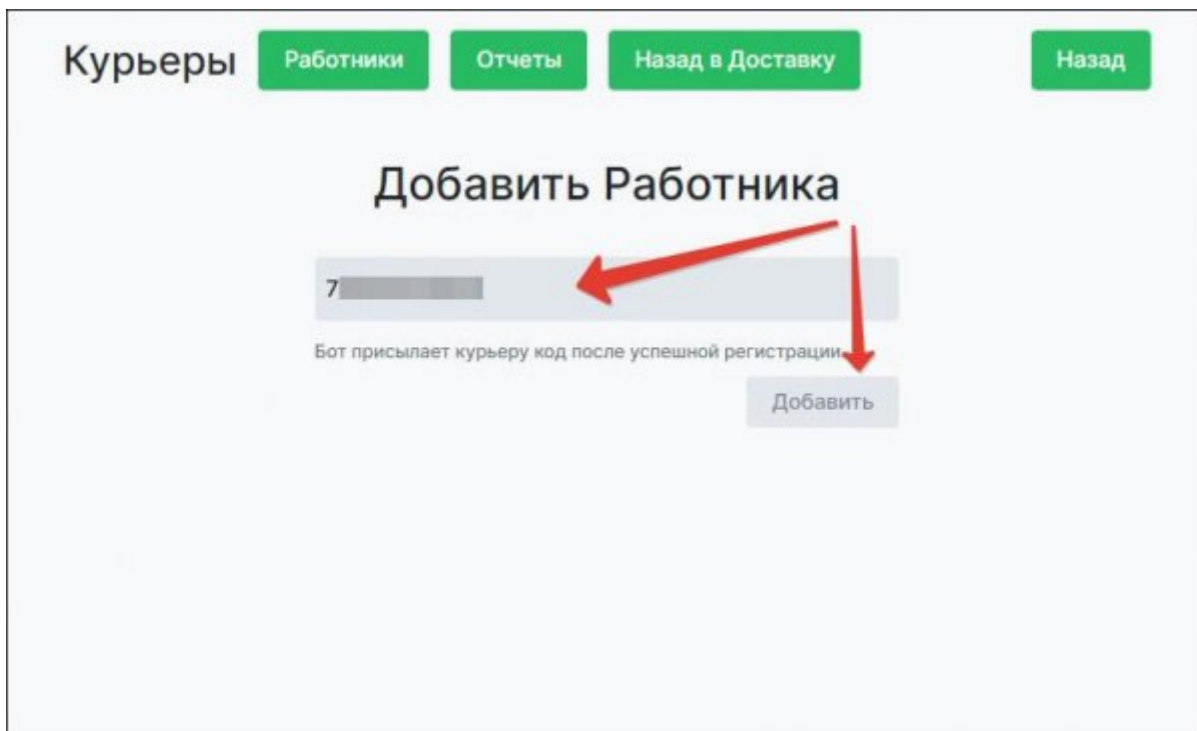 Курьеры Работники Отчеты Назад в Доставку Назад
Добавить Работника
7
Бот присылает курьеру код после успешной регистрации
Добавить